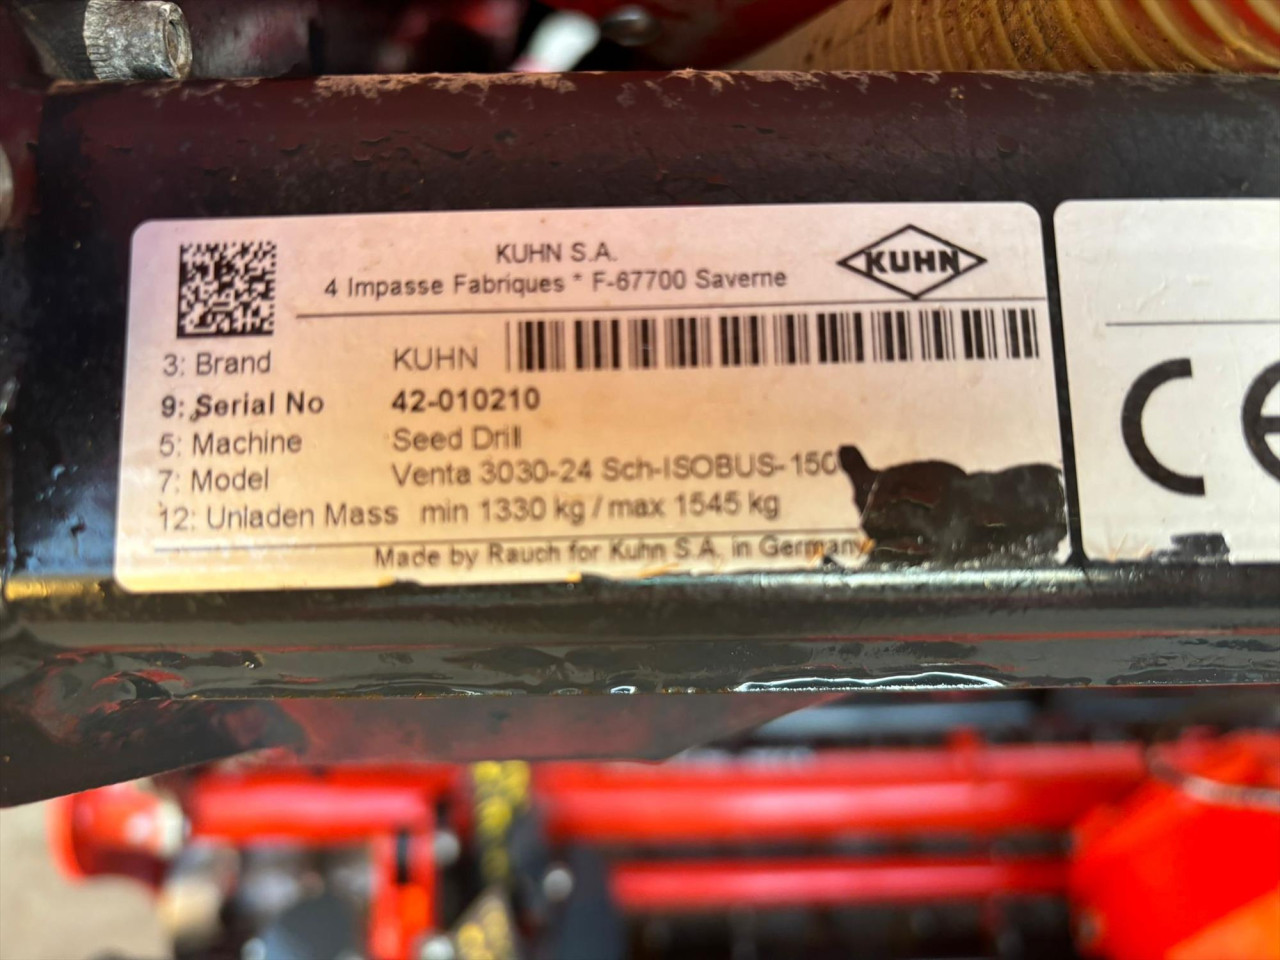 KUHN S.A.
4 Impasse Fabriques * F-67700 Saverne
KUHN
3: Brand KUHN
9: Serial No 42-010210
5: Machine Seed Drill
7: Model Venta 3030-24 Sch-ISOBUS-150
12: Unladen Mass min 1330 kg / max 1545 kg
Made by Rauch for Kuhn S.A. in Germany
CE